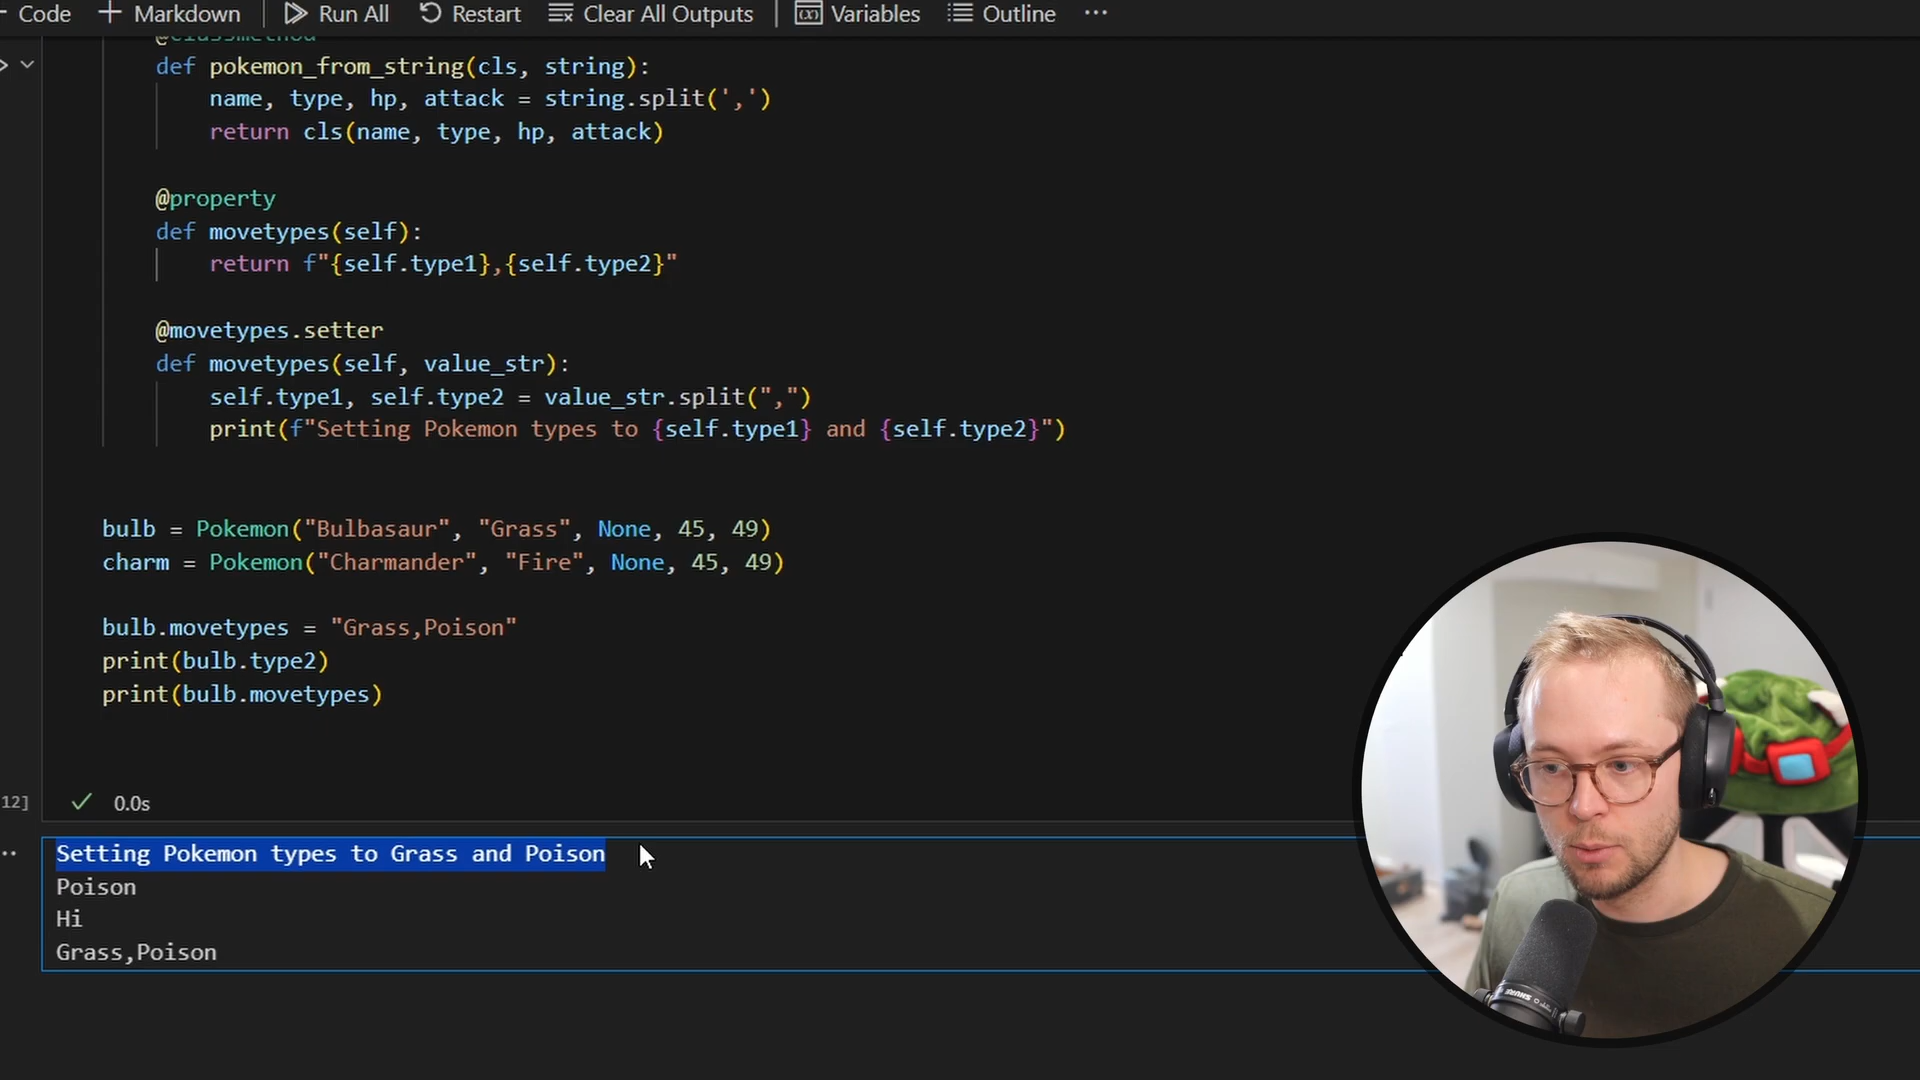 Code
Markdown
Run All
Restart
Clear All Outputs
Variables
Outline
...
@classmethod
def pokemon_from_string(cls, string):
name, type, hp, attack = string.split(',')
return cls(name, type, hp, attack)
@property
def movetypes(self):
return f"{self.type1},{self.type2}"
@movetypes.setter
def movetypes(self, value_str):
self.type1, self.type2 = value_str.split(",")
print(f"Setting Pokemon types to {self.type1} and {self.type2}")
bulb = Pokemon("Bulbasaur", "Grass", None, 45, 49)
charm = Pokemon("Charmander", "Fire", None, 45, 49)
bulb.movetypes = "Grass,Poison"
print(bulb.type2)
print(bulb.movetypes)
12]
0.0s
Setting Pokemon types to Grass and Poison
Poison
Hi
Grass,Poison
SHURE